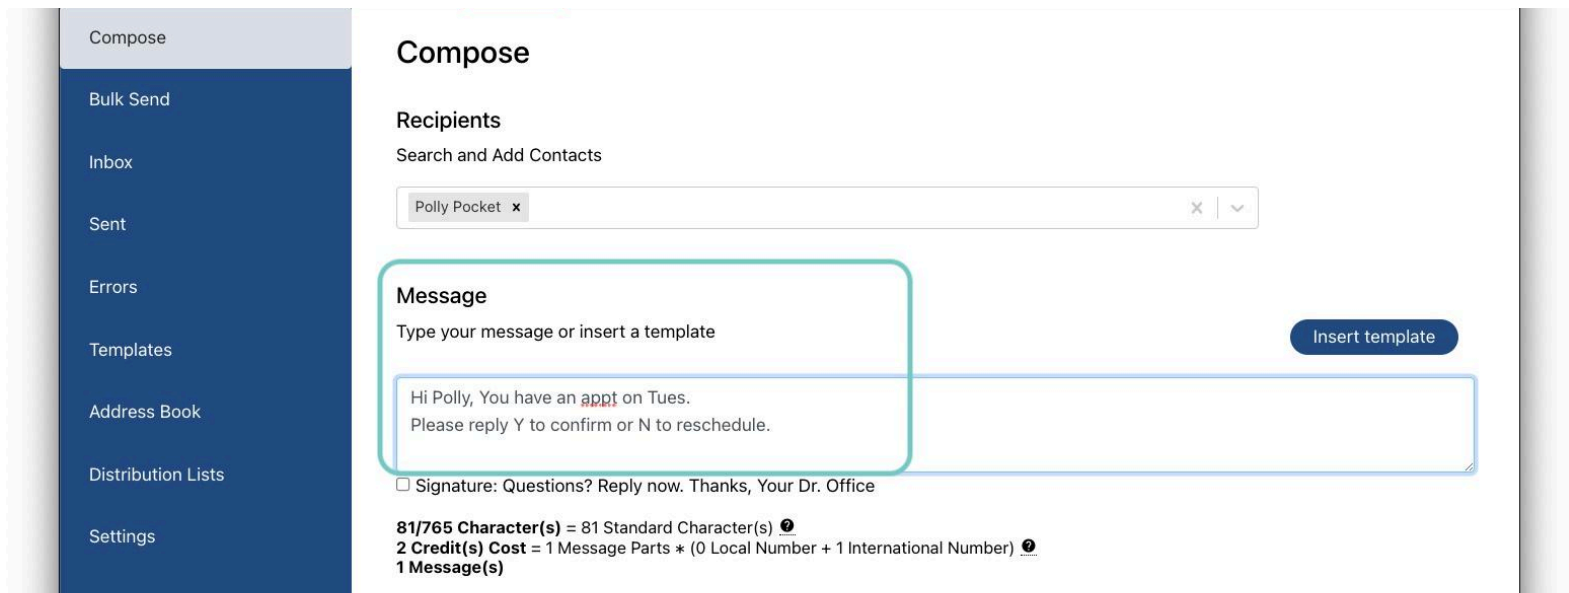 Compose
Bulk Send
Inbox
Sent
Errors
Templates
Address Book
Distribution Lists
Settings
Compose
Recipients
Search and Add Contacts
Polly Pocket x
Message
Type your message or insert a template
Insert template
Hi Polly, You have an appt on Tues.
Please reply Y to confirm or N to reschedule.
Signature: Questions? Reply now. Thanks, Your Dr. Office
81/765 Character(s) = 81 Standard Character(s) ?
2 Credit(s) Cost = 1 Message Parts * (0 Local Number + 1 International Number) ?
1 Message(s)